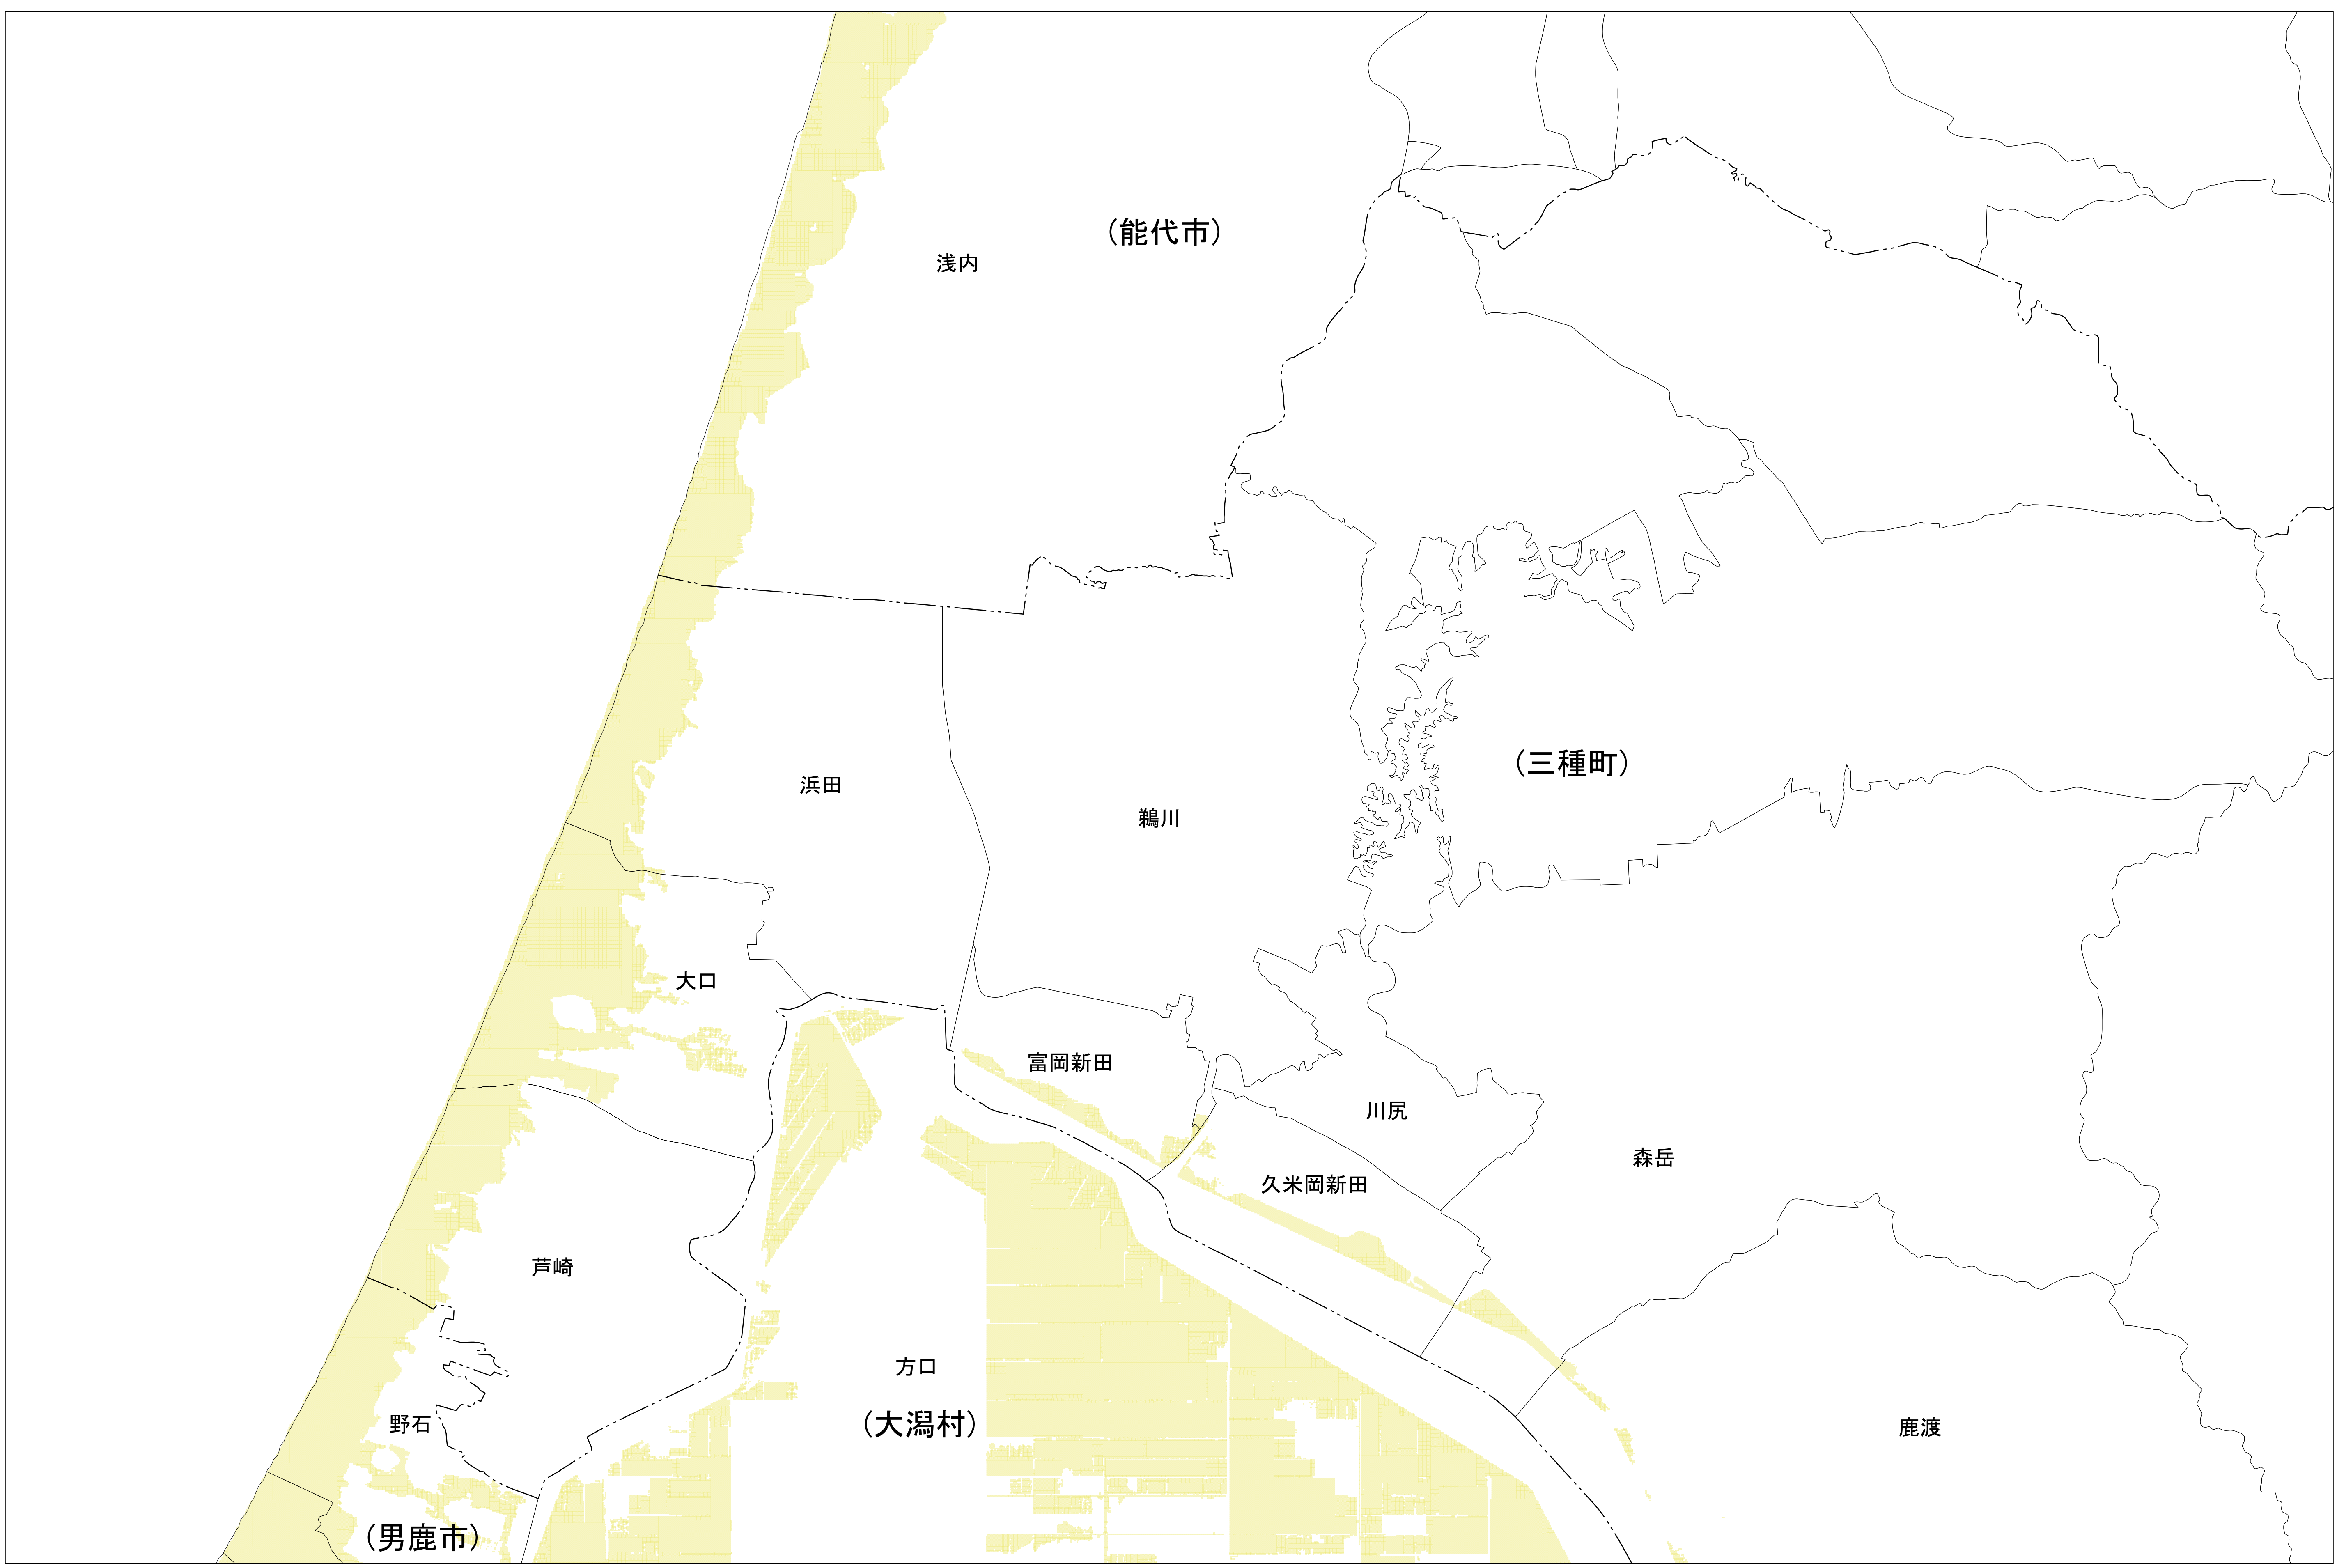 （能代市）
浅内
（三種町）
浜田
鵜川
大口
富岡新田
川尻
森岳
久米岡新田
芦崎
方口
（大潟村）
野石
鹿渡
（男鹿市）